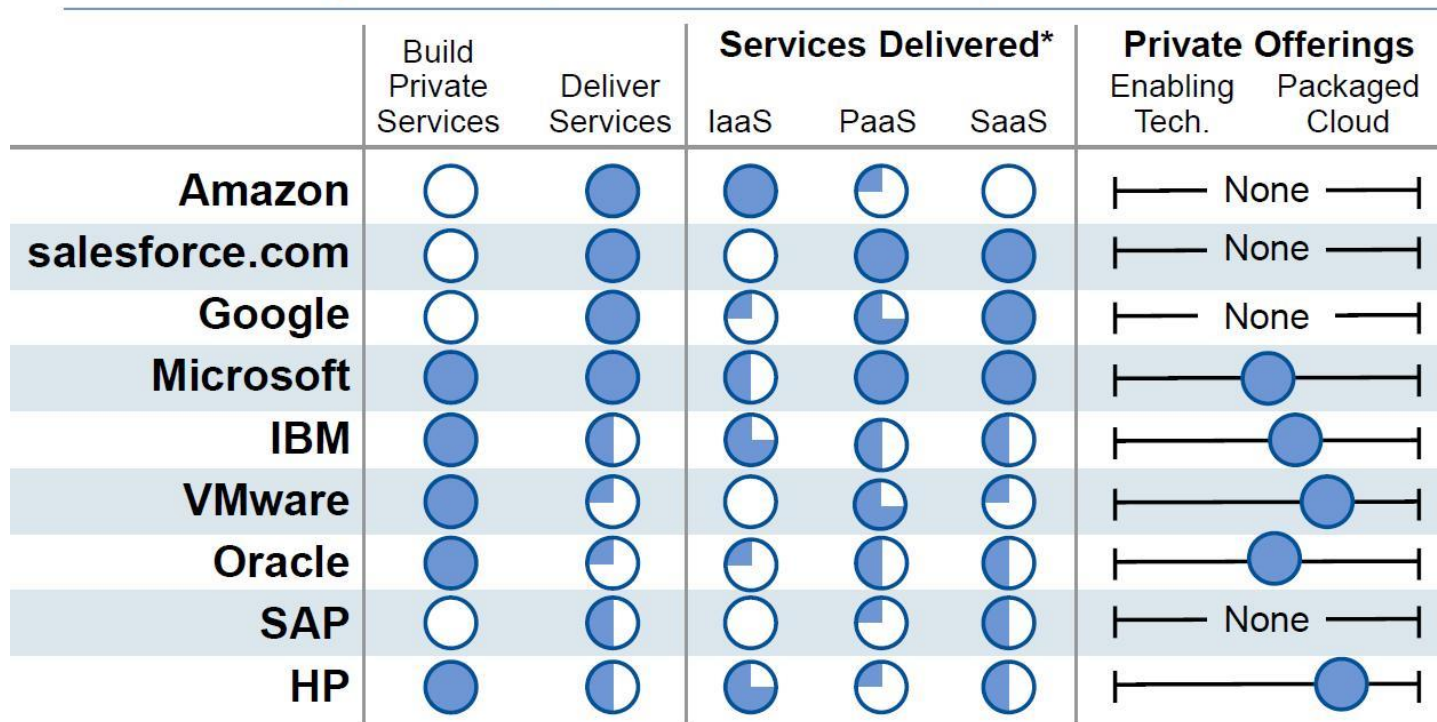 Services Delivered* Private Offerings
Build Private Services
Deliver Services
IaaS PaaS SaaS
Enabling Tech.
Packaged Cloud
Amazon None
salesforce.com None
Google None
Microsoft
IBM
VMware
Oracle
SAP None
HP